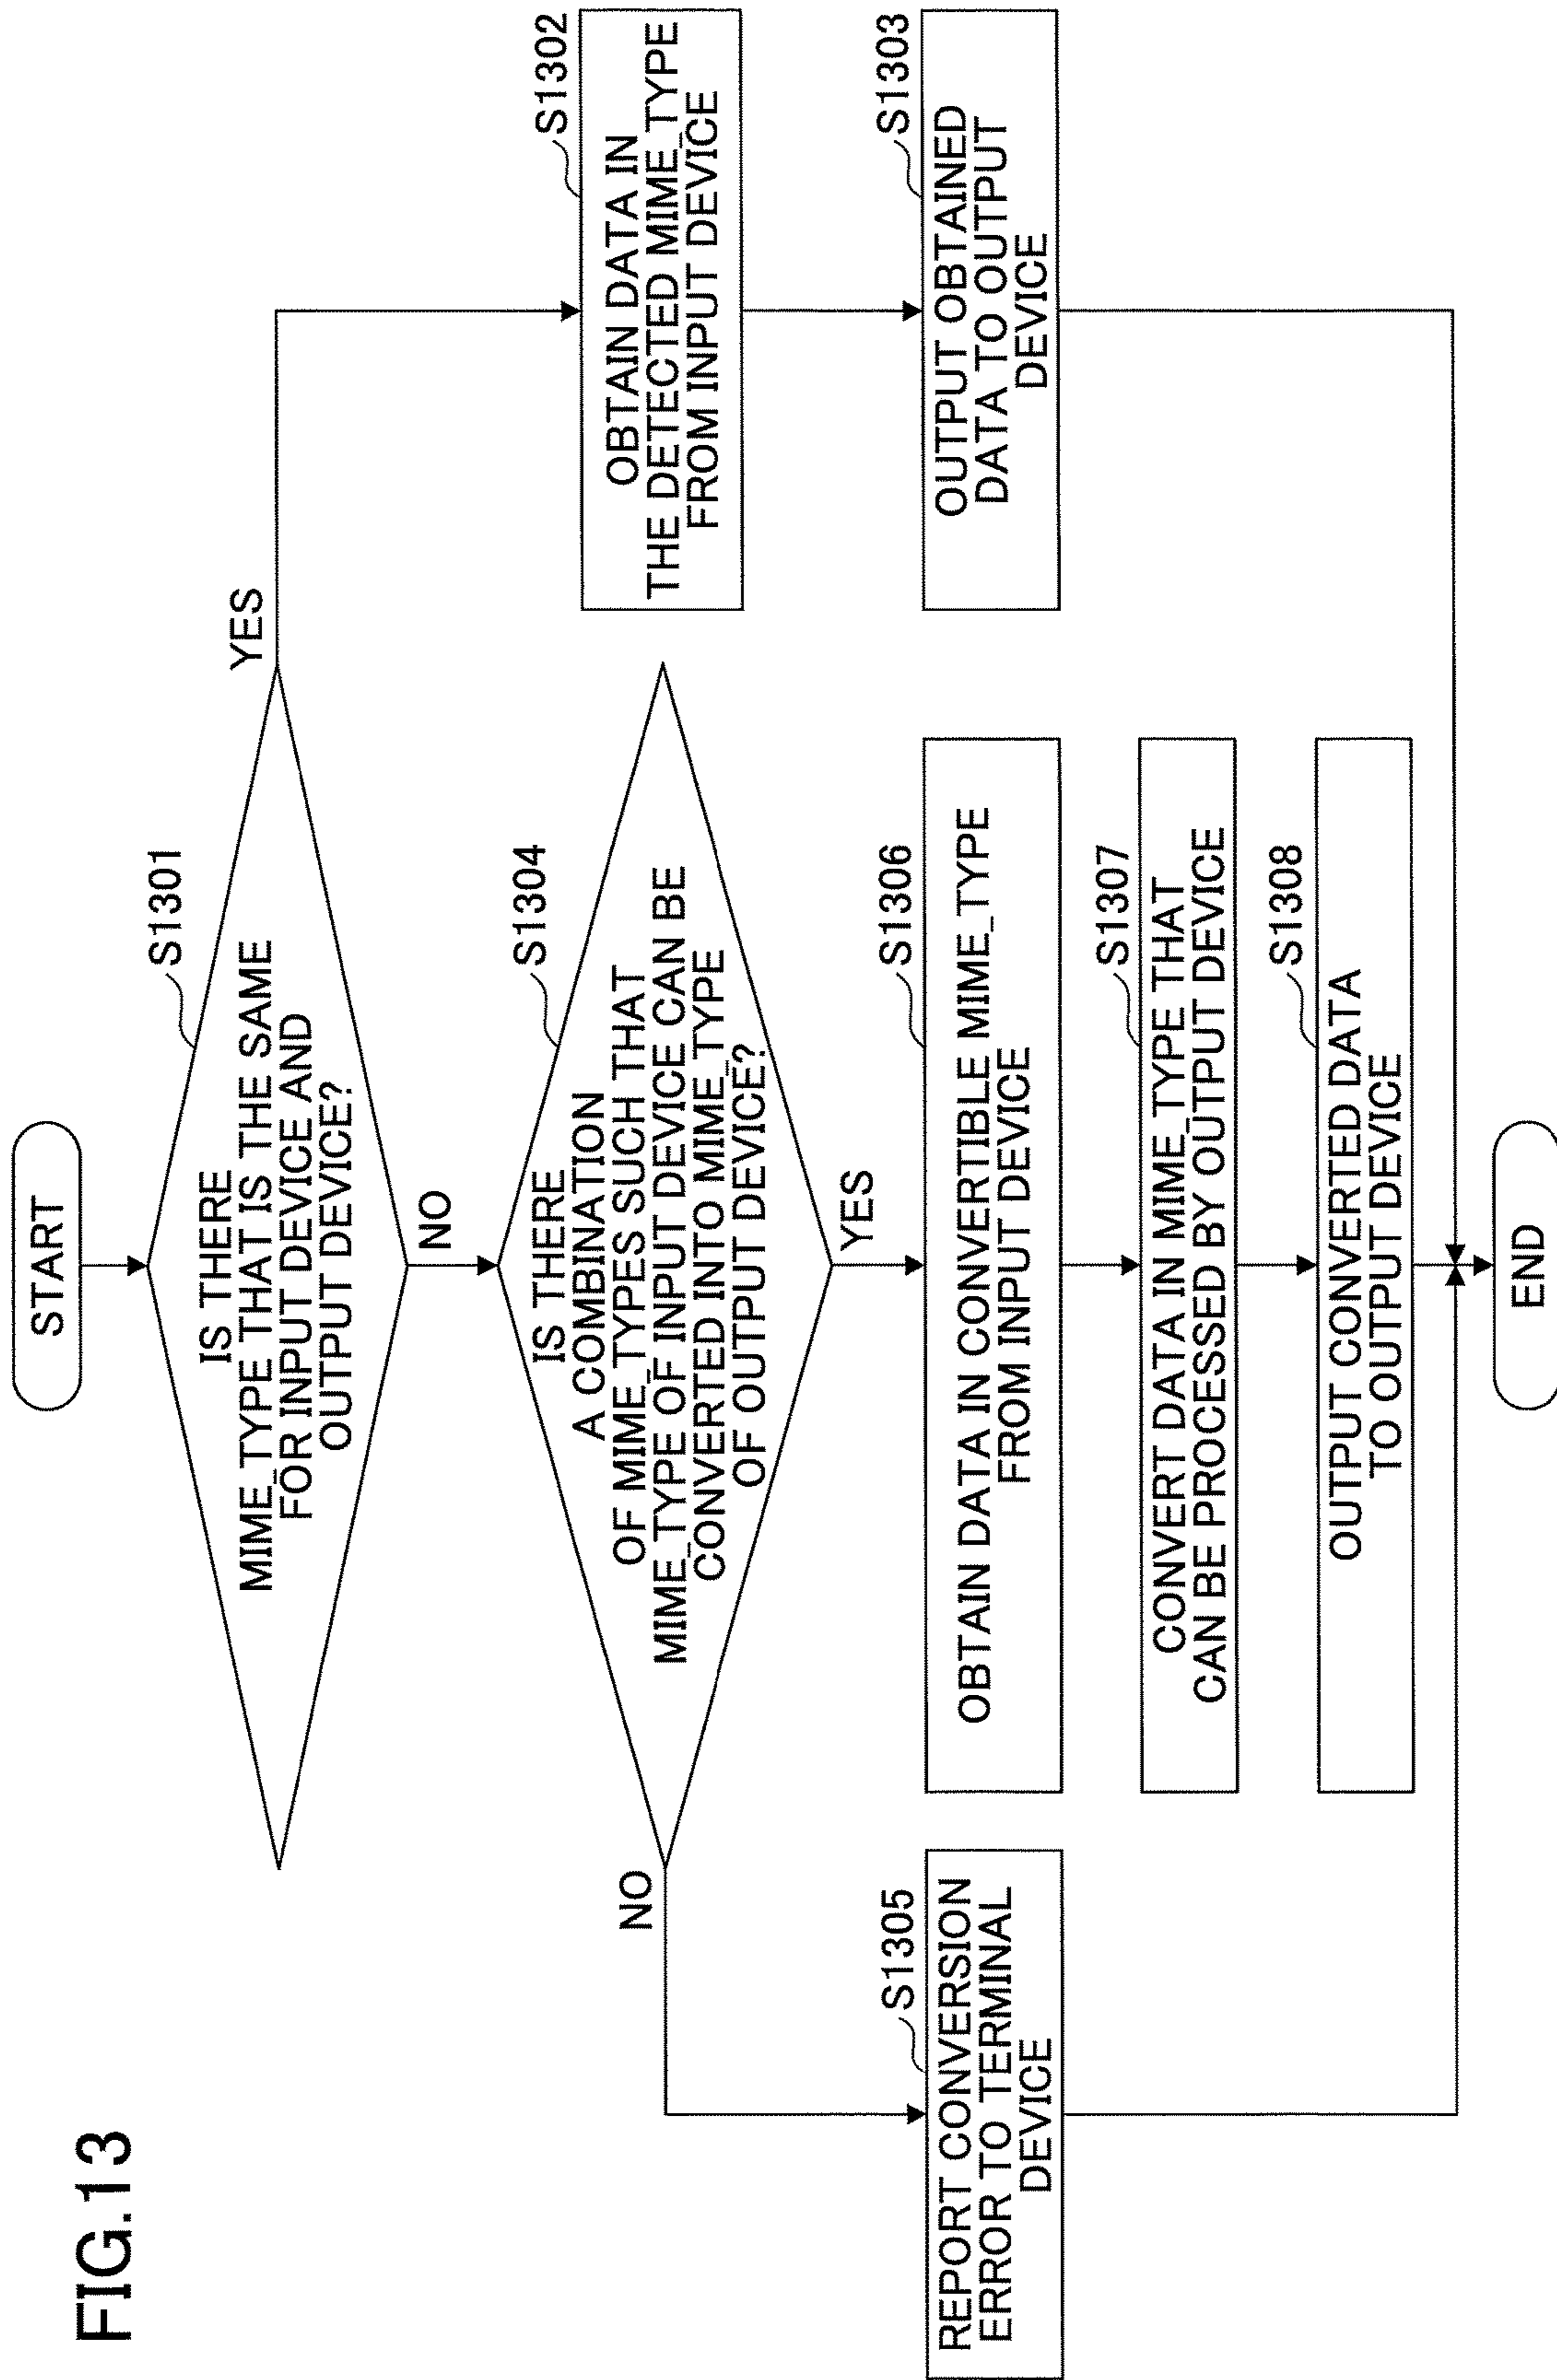 FIG.13
START
S1301
IS THERE
MIME_TYPE THAT IS THE SAME
FOR INPUT DEVICE AND
OUTPUT DEVICE?
YES
NO
S1302
OBTAIN DATA IN
THE DETECTED MIME_TYPE
FROM INPUT DEVICE
S1303
OUTPUT OBTAINED
DATA TO OUTPUT
DEVICE
S1304
IS THERE
A COMBINATION
OF MIME_TYPES SUCH THAT
MIME_TYPE OF INPUT DEVICE CAN BE
CONVERTED INTO MIME_TYPE
OF OUTPUT DEVICE?
NO
YES
S1305
REPORT CONVERSION
ERROR TO TERMINAL
DEVICE
S1306
OBTAIN DATA IN CONVERTIBLE MIME_TYPE
FROM INPUT DEVICE
S1307
CONVERT DATA IN MIME_TYPE THAT
CAN BE PROCESSED BY OUTPUT DEVICE
S1308
OUTPUT CONVERTED DATA
TO OUTPUT DEVICE
END